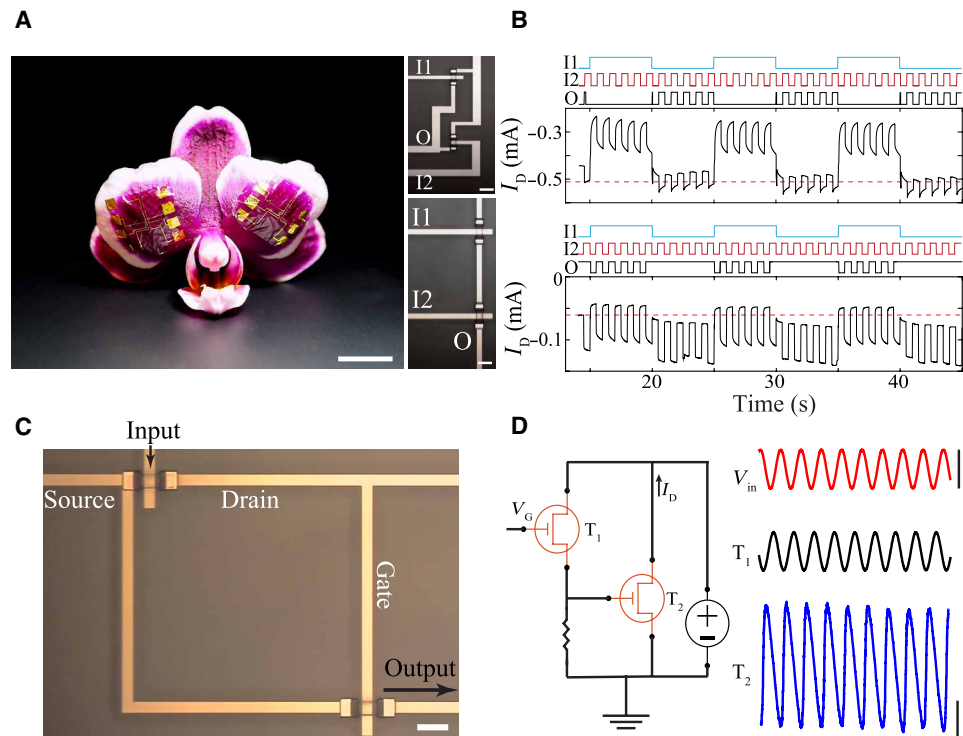 A
I1
O
I2
I1
I2
O
B
I1
I2
O
−0.3
−0.5
I_D (mA)
I1
I2
O
0
−0.1
I_D (mA)
20 30 40
Time (s)
C
Input
Source
Drain
Gate
Output
D
V_G
T_1
I_D
T_2
+
−
V_in
T_1
T_2